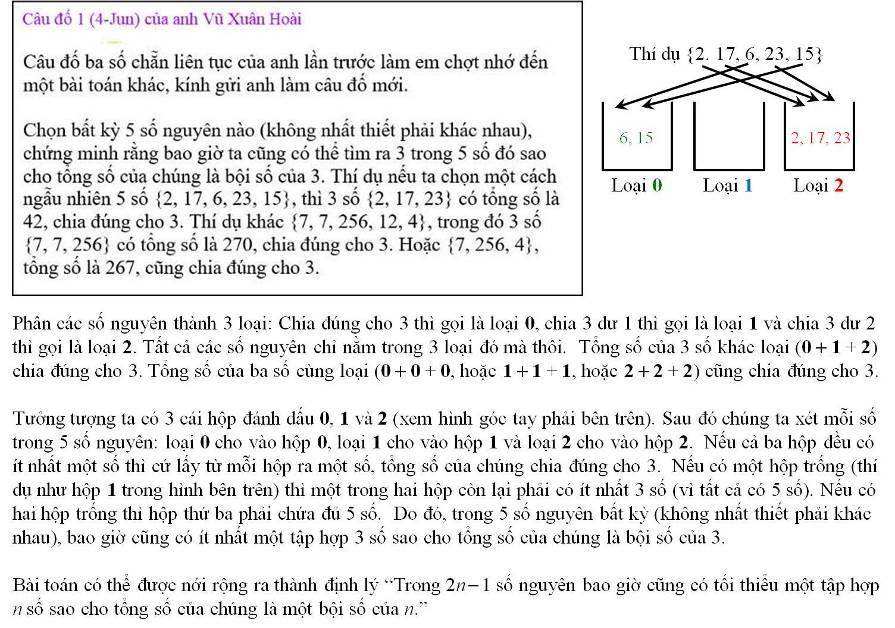 Câu đố 1 (4-Jun) của anh Vũ Xuân Hoài
Câu đố ba số chẵn liên tục của anh lần trước làm em chợt nhớ đến
một bài toán khác, kính gửi anh làm câu đố mới.
Chọn bất kỳ 5 số nguyên nào (không nhất thiết phải khác nhau),
chứng minh rằng bao giờ ta cũng có thể tìm ra 3 trong 5 số đó sao
cho tổng số của chúng là bội số của 3. Thí dụ nếu ta chọn một cách
ngẫu nhiên 5 số {2, 17, 6, 23, 15}, thì 3 số {2, 17, 23} có tổng số là
42, chia đúng cho 3. Thí dụ khác {7, 7, 256, 12, 4}, trong đó 3 số
{7, 7, 256} có tổng số là 270, chia đúng cho 3. Hoặc {7, 256, 4},
tổng số là 267, cũng chia đúng cho 3.
Thí dụ {2. 17, 6, 23, 15}
6, 15
2, 17, 23
Loại 0 Loại 1 Loại 2
Phân các số nguyên thành 3 loại: Chia đúng cho 3 thì gọi là loại 0, chia 3 dư 1 thì gọi là loại 1 và chia 3 dư 2
thì gọi là loại 2. Tất cả các số nguyên chỉ nằm trong 3 loại đó mà thôi. Tổng số của 3 số khác loại (0 + 1 + 2)
chia đúng cho 3. Tổng số của ba số cùng loại (0 + 0 + 0, hoặc 1 + 1 + 1, hoặc 2 + 2 + 2) cũng chia đúng cho 3.
Tưởng tượng ta có 3 cái hộp đánh dấu 0, 1 và 2 (xem hình góc tay phải bên trên). Sau đó chúng ta xét mỗi số
trong 5 số nguyên: loại 0 cho vào hộp 0, loại 1 cho vào hộp 1 và loại 2 cho vào hộp 2. Nếu cả ba hộp đều có
ít nhất một số thì cứ lấy từ mỗi hộp ra một số, tổng số của chúng chia đúng cho 3. Nếu có một hộp trống (thí
dụ như hộp 1 trong hình bên trên) thì một trong hai hộp còn lại phải có ít nhất 3 số (vì tất cả có 5 số). Nếu có
hai hộp trống thì hộp thứ ba phải chứa đủ 5 số. Do đó, trong 5 số nguyên bất kỳ (không nhất thiết phải khác
nhau), bao giờ cũng có ít nhất một tập hợp 3 số sao cho tổng số của chúng là bội số của 3.
Bài toán có thể được nới rộng ra thành định lý “Trong 2n−1 số nguyên bao giờ cũng có tối thiểu một tập hợp
n số sao cho tổng số của chúng là một bội số của n.”